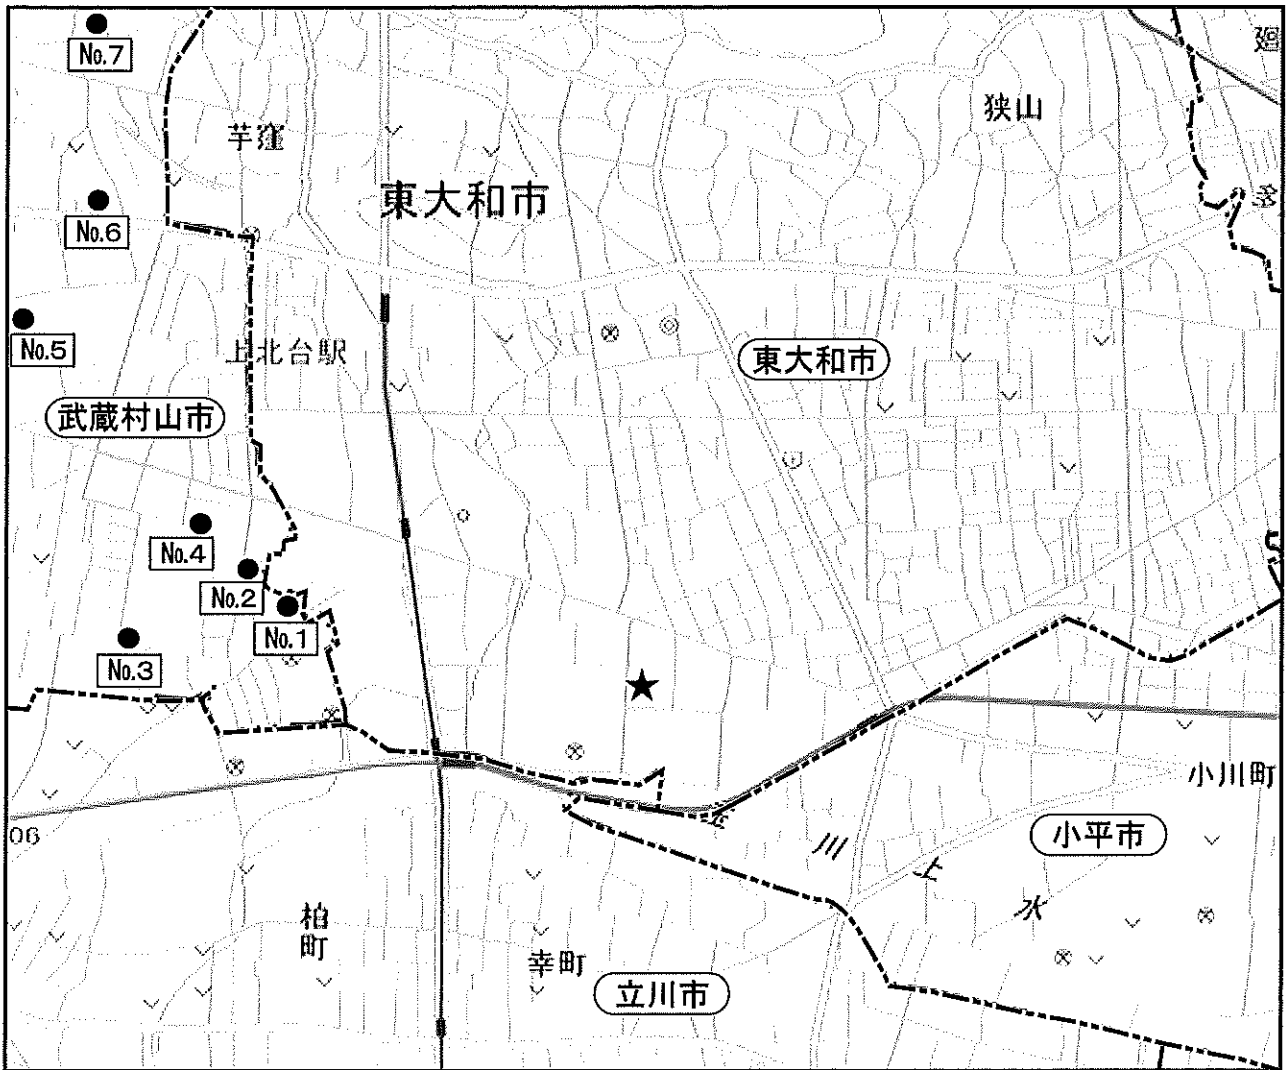 No.7
芋窪
狭山
廻
東大和市
No.6
No.5
上北台駅
東大和市
武蔵村山市
No.4
No.2
No.1
No.3
小川町
06
小平市
川
上
水
柏町
幸町
立川市